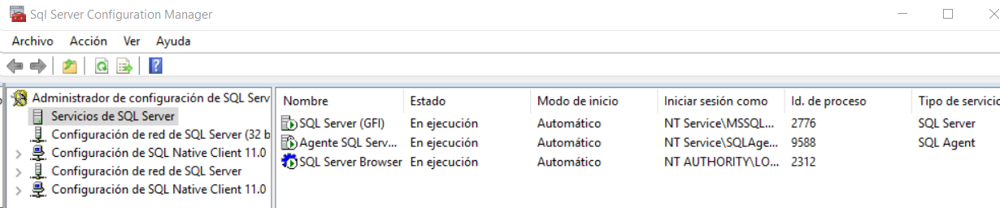 Sql Server Configuration Manager
Archivo Acción Ver Ayuda
Administrador de configuración de SQL Serv
Servicios de SQL Server
Configuración de red de SQL Server (32 b
Configuración de SQL Native Client 11.0
Configuración de red de SQL Server
Configuración de SQL Native Client 11.0
Nombre Estado Modo de inicio Iniciar sesión como Id. de proceso Tipo de servicio
SQL Server (GFI) En ejecución Automático NT Service\MSSQL... 2776 SQL Server
Agente SQL Serv... En ejecución Automático NT Service\SQLAge... 9588 SQL Agent
SQL Server Browser En ejecución Automático NT AUTHORITY\LO... 2312